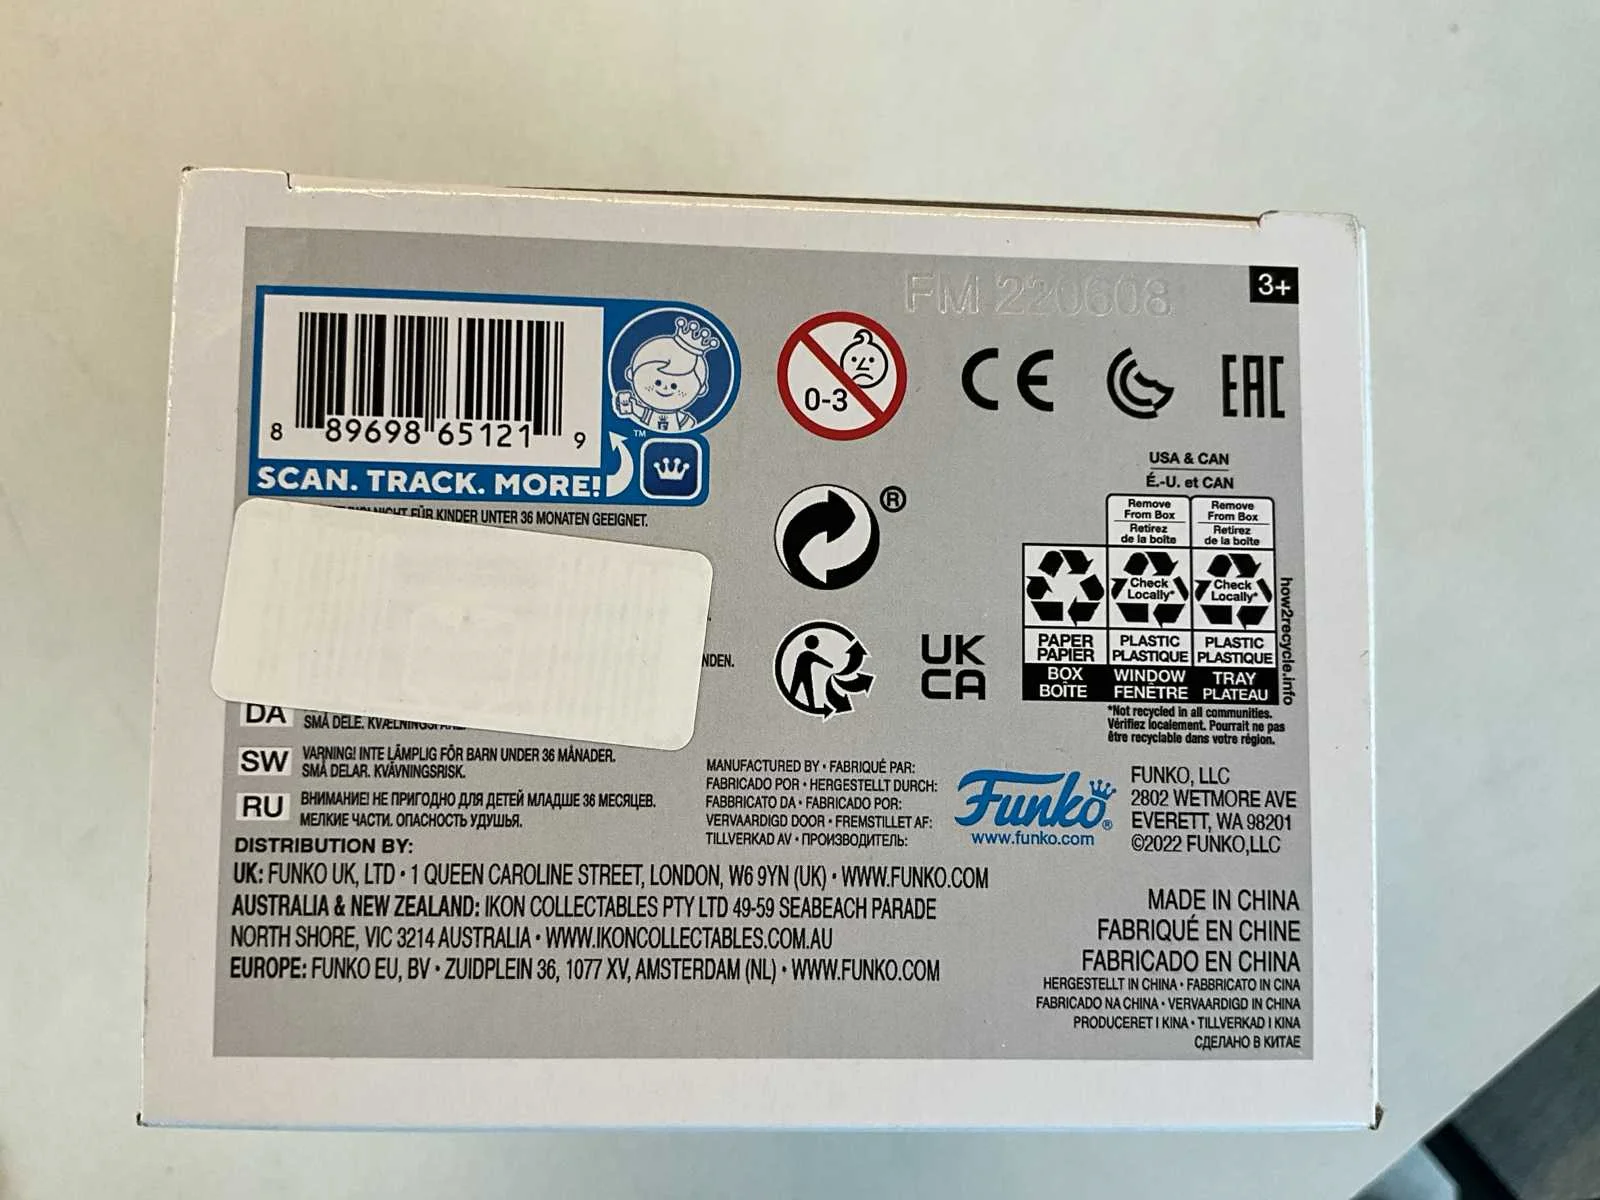 FM 220608
3+
8 89698 65121 9
TM
SCAN. TRACK. MORE!
0-3
CE
EAC
®
USA & CAN
É.-U. et CAN
Remove From Box
Retirez de la boîte
Remove From Box
Retirez de la boîte
Check Locally*
Check Locally*
PAPER PAPIER
PLASTIC PLASTIQUE
PLASTIC PLASTIQUE
BOX BOÎTE
WINDOW FENÊTRE
TRAY PLATEAU
how2recycle.info
*Not recycled in all communities.
Vérifiez localement. Pourrait ne pas
être recyclable dans votre région.
UK
CA
NICHT FÜR KINDER UNTER 36 MONATEN GEEIGNET.
NDEN.
DA
SMÅ DELE.
SW
VARNING! INTE LÄMPLIG FÖR BARN UNDER 36 MÅNADER.
SMÅ DELAR. KVÄVNINGSRISK.
RU
ВНИМАНИЕ! НЕ ПРИГОДНО ДЛЯ ДЕТЕЙ МЛАДШЕ 36 МЕСЯЦЕВ.
МЕЛКИЕ ЧАСТИ. ОПАСНОСТЬ УДУШЬЯ.
MANUFACTURED BY • FABRIQUÉ PAR:
FABRICADO POR • HERGESTELLT DURCH:
FABBRICATO DA • FABRICADO POR:
VERVAARDIGD DOOR • FREMSTILLET AF:
TILLVERKAD AV • ПРОИЗВОДИТЕЛЬ:
Funko®
www.funko.com
FUNKO, LLC
2802 WETMORE AVE
EVERETT, WA 98201
©2022 FUNKO,LLC
DISTRIBUTION BY:
UK: FUNKO UK, LTD • 1 QUEEN CAROLINE STREET, LONDON, W6 9YN (UK) • WWW.FUNKO.COM
AUSTRALIA & NEW ZEALAND: IKON COLLECTABLES PTY LTD 49-59 SEABEACH PARADE
NORTH SHORE, VIC 3214 AUSTRALIA • WWW.IKONCOLLECTABLES.COM.AU
EUROPE: FUNKO EU, BV • ZUIDPLEIN 36, 1077 XV, AMSTERDAM (NL) • WWW.FUNKO.COM
MADE IN CHINA
FABRIQUÉ EN CHINE
FABRICADO EN CHINA
HERGESTELLT IN CHINA • FABBRICATO IN CINA
FABRICADO NA CHINA • VERVAARDIGD IN CHINA
PRODUCERET I KINA • TILLVERKAD I KINA
СДЕЛАНО В КИТАЕ